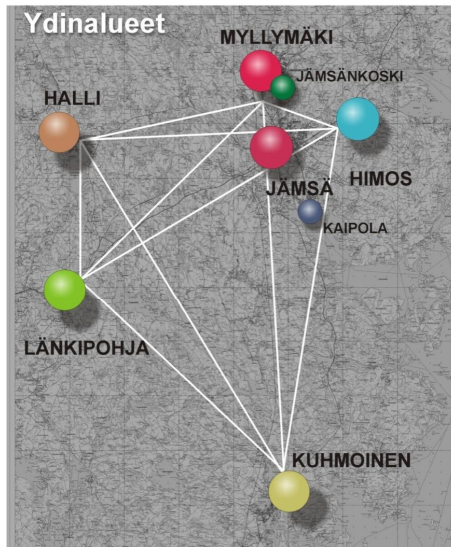 Ydinalueet
MYLLYMÄKI
JÄMSÄNKOSKI
HALLI
HIMOS
JÄMSÄ
KAIPOLA
LÄNKIPOHJA
KUHMOINEN